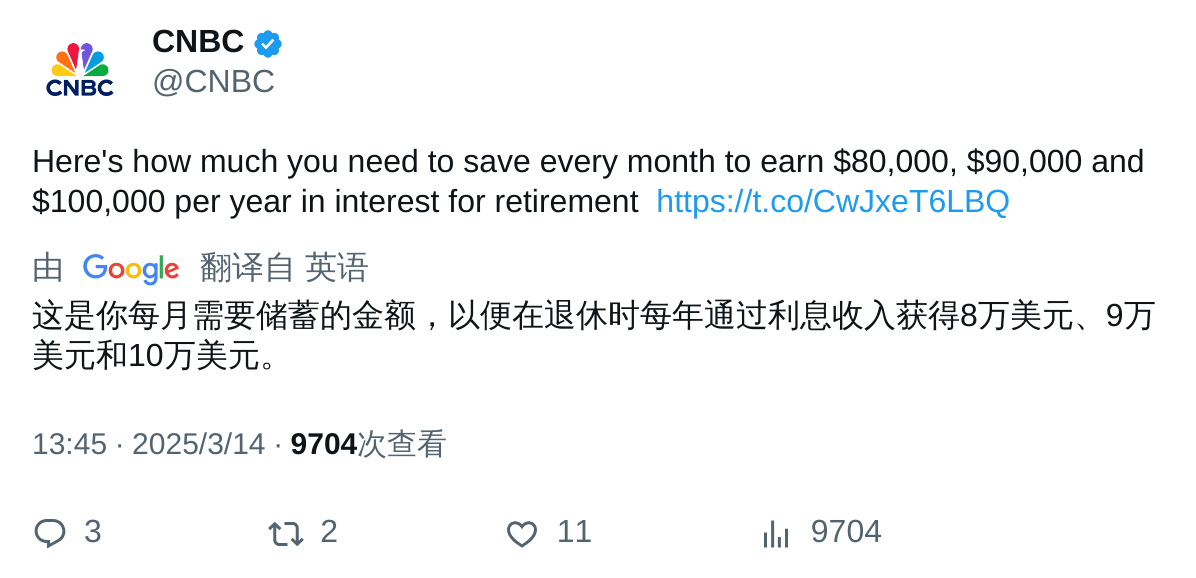 CNBC
CNBC
@CNBC
Here's how much you need to save every month to earn $80,000, $90,000 and
$100,000 per year in interest for retirement https://t.co/CwJxeT6LBQ
由 Google 翻译自 英语
这是你每月需要储蓄的金额，以便在退休时每年通过利息收入获得8万美元、9万
美元和10万美元。
13:45 · 2025/3/14 · 9704次查看
3 2 11 9704